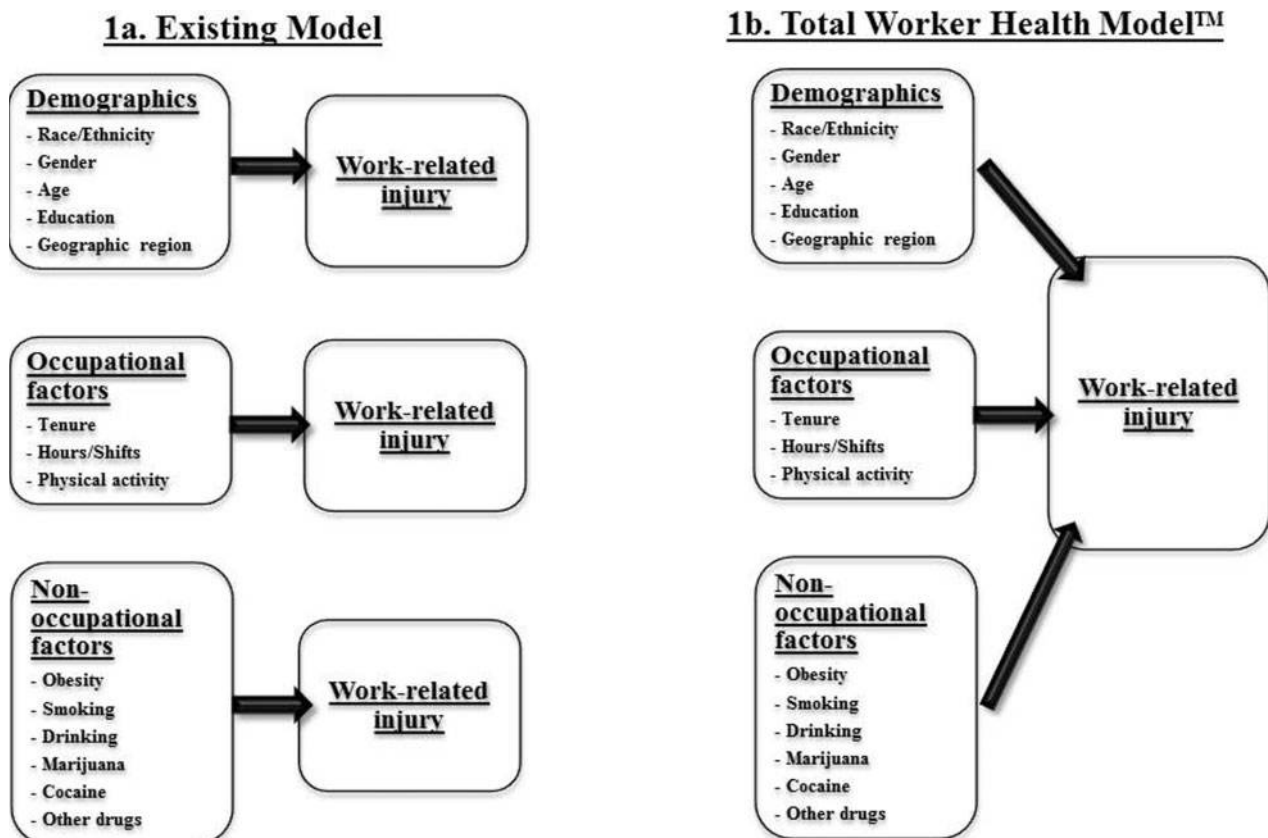 1a. Existing Model
Demographics
- Race/Ethnicity
- Gender
- Age
- Education
- Geographic region
Work-related
injury
Occupational
factors
- Tenure
- Hours/Shifts
- Physical activity
Work-related
injury
Non-
occupational
factors
- Obesity
- Smoking
- Drinking
- Marijuana
- Cocaine
- Other drugs
Work-related
injury
1b. Total Worker Health Model™
Demographics
- Race/Ethnicity
- Gender
- Age
- Education
- Geographic region
Occupational
factors
- Tenure
- Hours/Shifts
- Physical activity
Non-
occupational
factors
- Obesity
- Smoking
- Drinking
- Marijuana
- Cocaine
- Other drugs
Work-related
injury